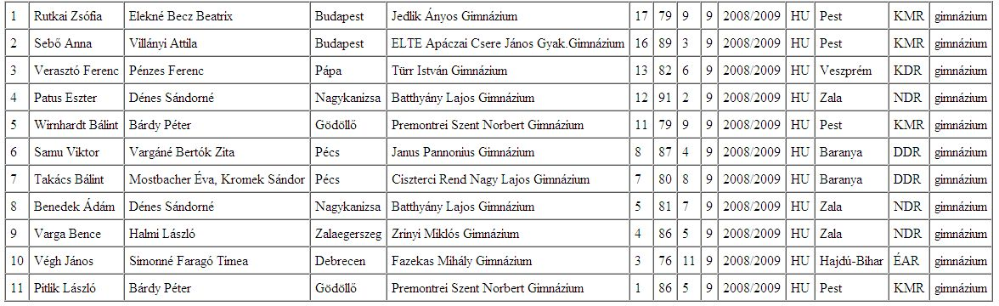 1 Rutkai Zsófia Elekné Becz Beatrix Budapest Jedlik Ányos Gimnázium 17 79 9 9 2008/2009 HU Pest KMR gimnázium
2 Sebő Anna Villányi Attila Budapest ELTE Apáczai Csere János Gyak.Gimnázium 16 89 3 9 2008/2009 HU Pest KMR gimnázium
3 Verasztó Ferenc Pénzes Ferenc Pápa Türr István Gimnázium 13 82 6 9 2008/2009 HU Veszprém KDR gimnázium
4 Patus Eszter Dénes Sándorné Nagykanizsa Batthyány Lajos Gimnázium 12 91 2 9 2008/2009 HU Zala NDR gimnázium
5 Wirnhardt Bálint Bárdy Péter Gödöllő Premontrei Szent Norbert Gimnázium 11 79 9 9 2008/2009 HU Pest KMR gimnázium
6 Samu Viktor Vargáné Bertók Zita Pécs Janus Pannonius Gimnázium 8 87 4 9 2008/2009 HU Baranya DDR gimnázium
7 Takács Bálint Mostbacher Éva, Kromek Sándor Pécs Ciszterci Rend Nagy Lajos Gimnázium 7 80 8 9 2008/2009 HU Baranya DDR gimnázium
8 Benedek Ádám Dénes Sándorné Nagykanizsa Batthyány Lajos Gimnázium 5 81 7 9 2008/2009 HU Zala NDR gimnázium
9 Varga Bence Halmi László Zalaegerszeg Zrínyi Miklós Gimnázium 4 86 5 9 2008/2009 HU Zala NDR gimnázium
10 Végh János Simonné Faragó Tímea Debrecen Fazekas Mihály Gimnázium 3 76 11 9 2008/2009 HU Hajdú-Bihar ÉAR gimnázium
11 Pitlik László Bárdy Péter Gödöllő Premontrei Szent Norbert Gimnázium 1 86 5 9 2008/2009 HU Pest KMR gimnázium